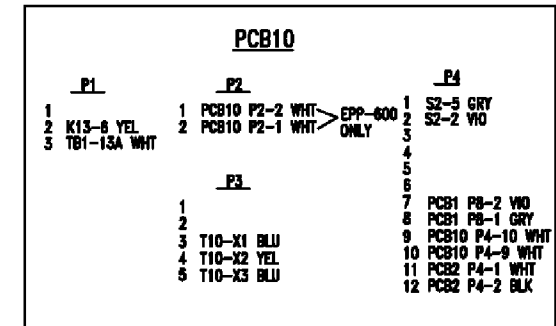 PCB10
P1
1
2 K13-6 YEL
3 TB1-13A WHT
P2
1 PCB10 P2-2 WHT
2 PCB10 P2-1 WHT
EPP-600
ONLY
P3
1
2
3 T10-X1 BLU
4 T10-X2 YEL
5 T10-X3 BLU
P4
1 S2-5 GRY
2 S2-2 VIO
3
4
5
6
7 PCB1 P8-2 VIO
8 PCB1 P8-1 GRY
9 PCB10 P4-10 WHT
10 PCB10 P4-9 WHT
11 PCB2 P4-1 WHT
12 PCB2 P4-2 BLK